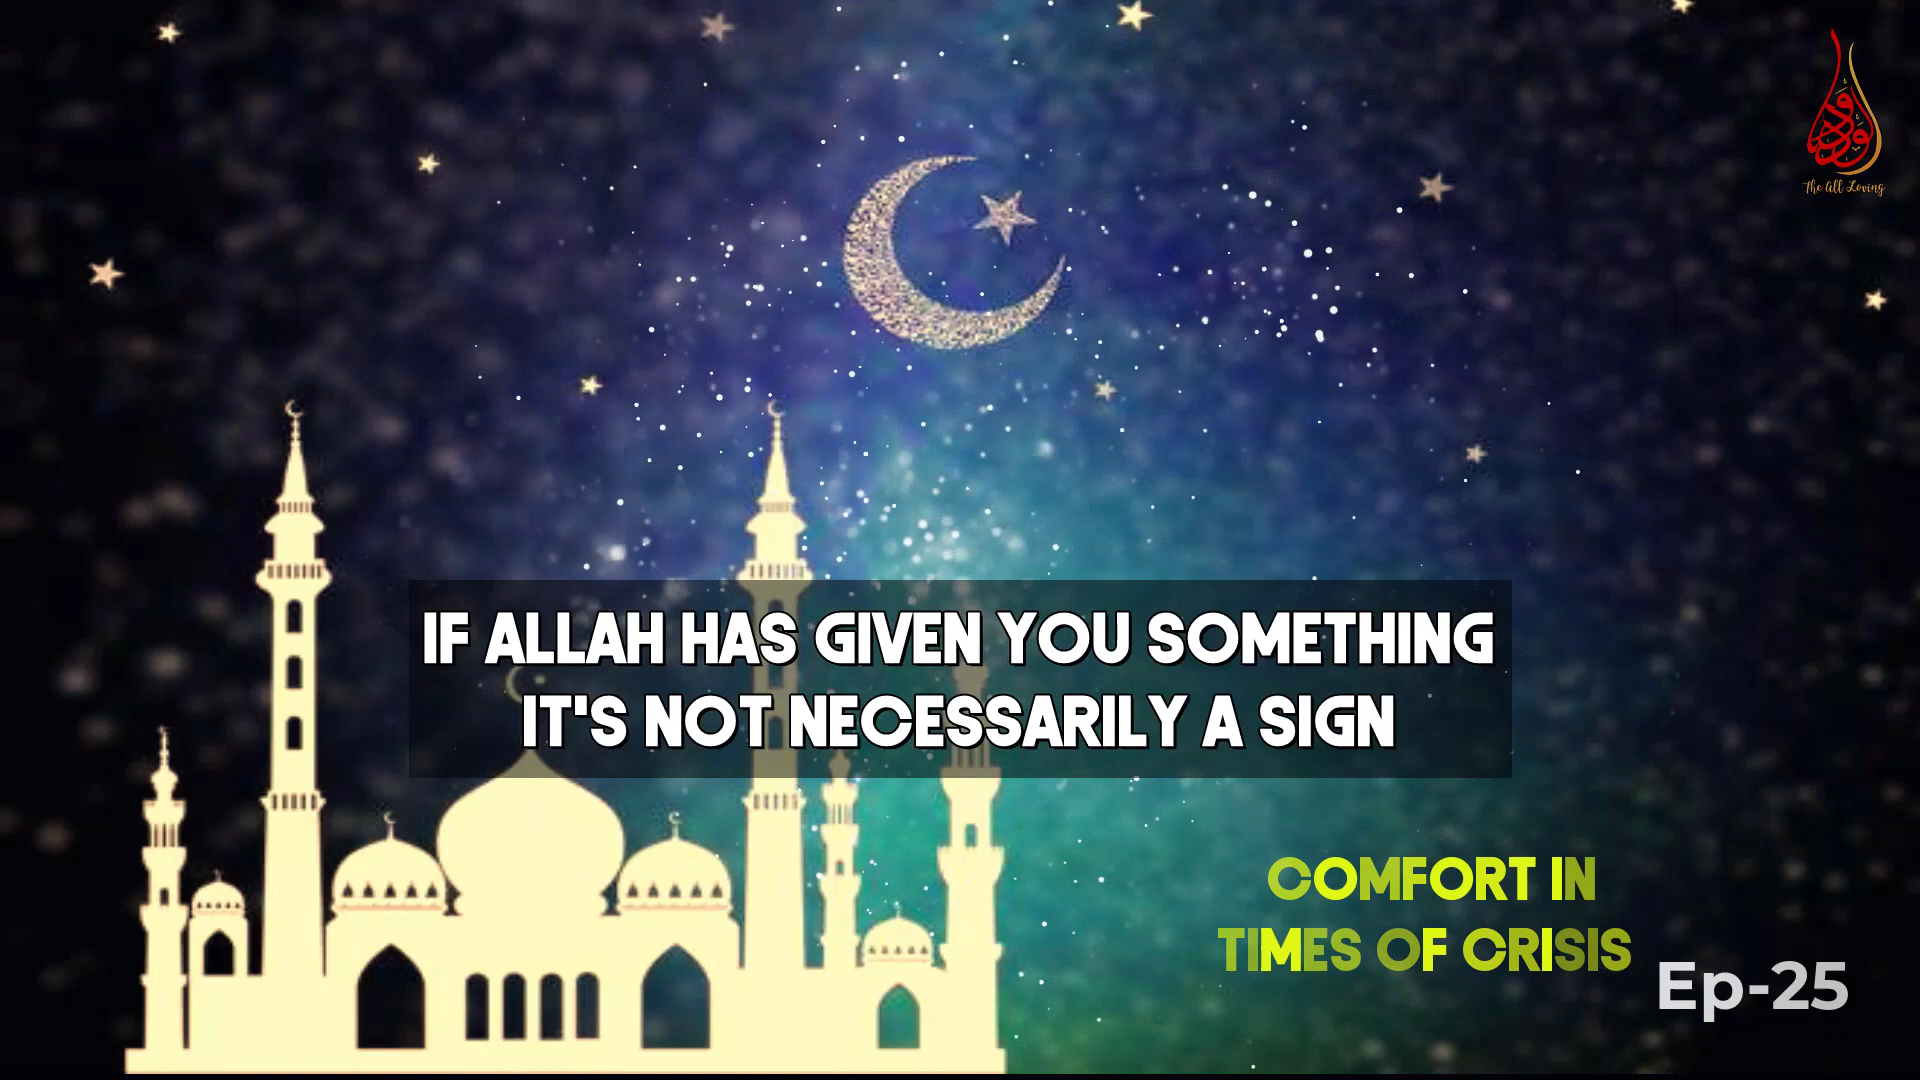 الودود
The All Loving
IF ALLAH HAS GIVEN YOU SOMETHING
IT'S NOT NECESSARILY A SIGN
COMFORT IN
TIMES OF CRISIS
Ep-25